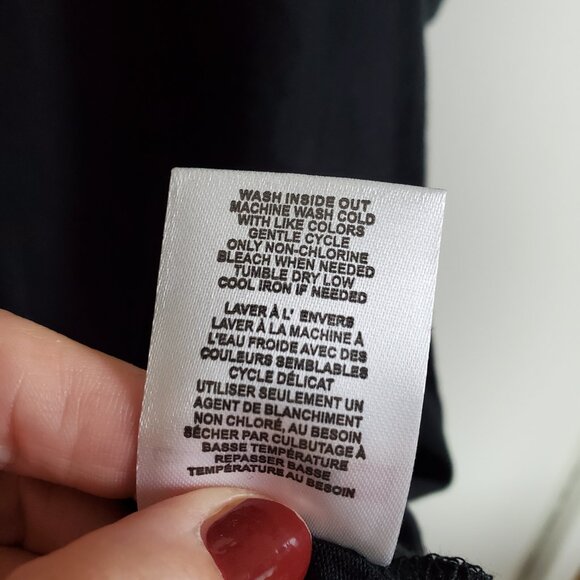 WASH INSIDE OUT
MACHINE WASH COLD
WITH LIKE COLORS
GENTLE CYCLE
ONLY NON-CHLORINE
BLEACH WHEN NEEDED
TUMBLE DRY LOW
COOL IRON IF NEEDED
LAVER À L' ENVERS
LAVER À LA MACHINE À
L'EAU FROIDE AVEC DES
COULEURS SEMBLABLES
CYCLE DÉLICAT
UTILISER SEULEMENT UN
AGENT DE BLANCHIMENT
NON CHLORÉ, AU BESOIN
SÉCHER PAR CULBUTAGE À
BASSE TEMPÉRATURE
REPASSER BASSE
TEMPÉRATURE AU BESOIN